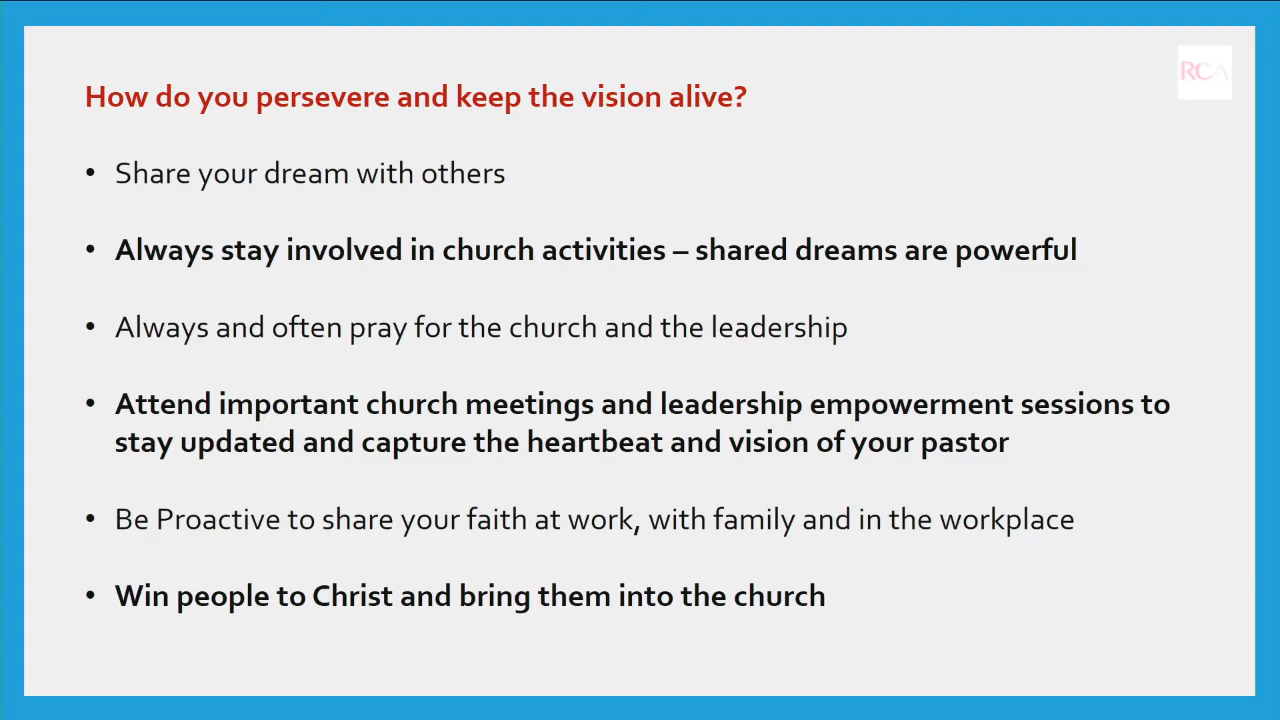 RCA
How do you persevere and keep the vision alive?
• Share your dream with others
• Always stay involved in church activities – shared dreams are powerful
• Always and often pray for the church and the leadership
• Attend important church meetings and leadership empowerment sessions to
stay updated and capture the heartbeat and vision of your pastor
• Be Proactive to share your faith at work, with family and in the workplace
• Win people to Christ and bring them into the church